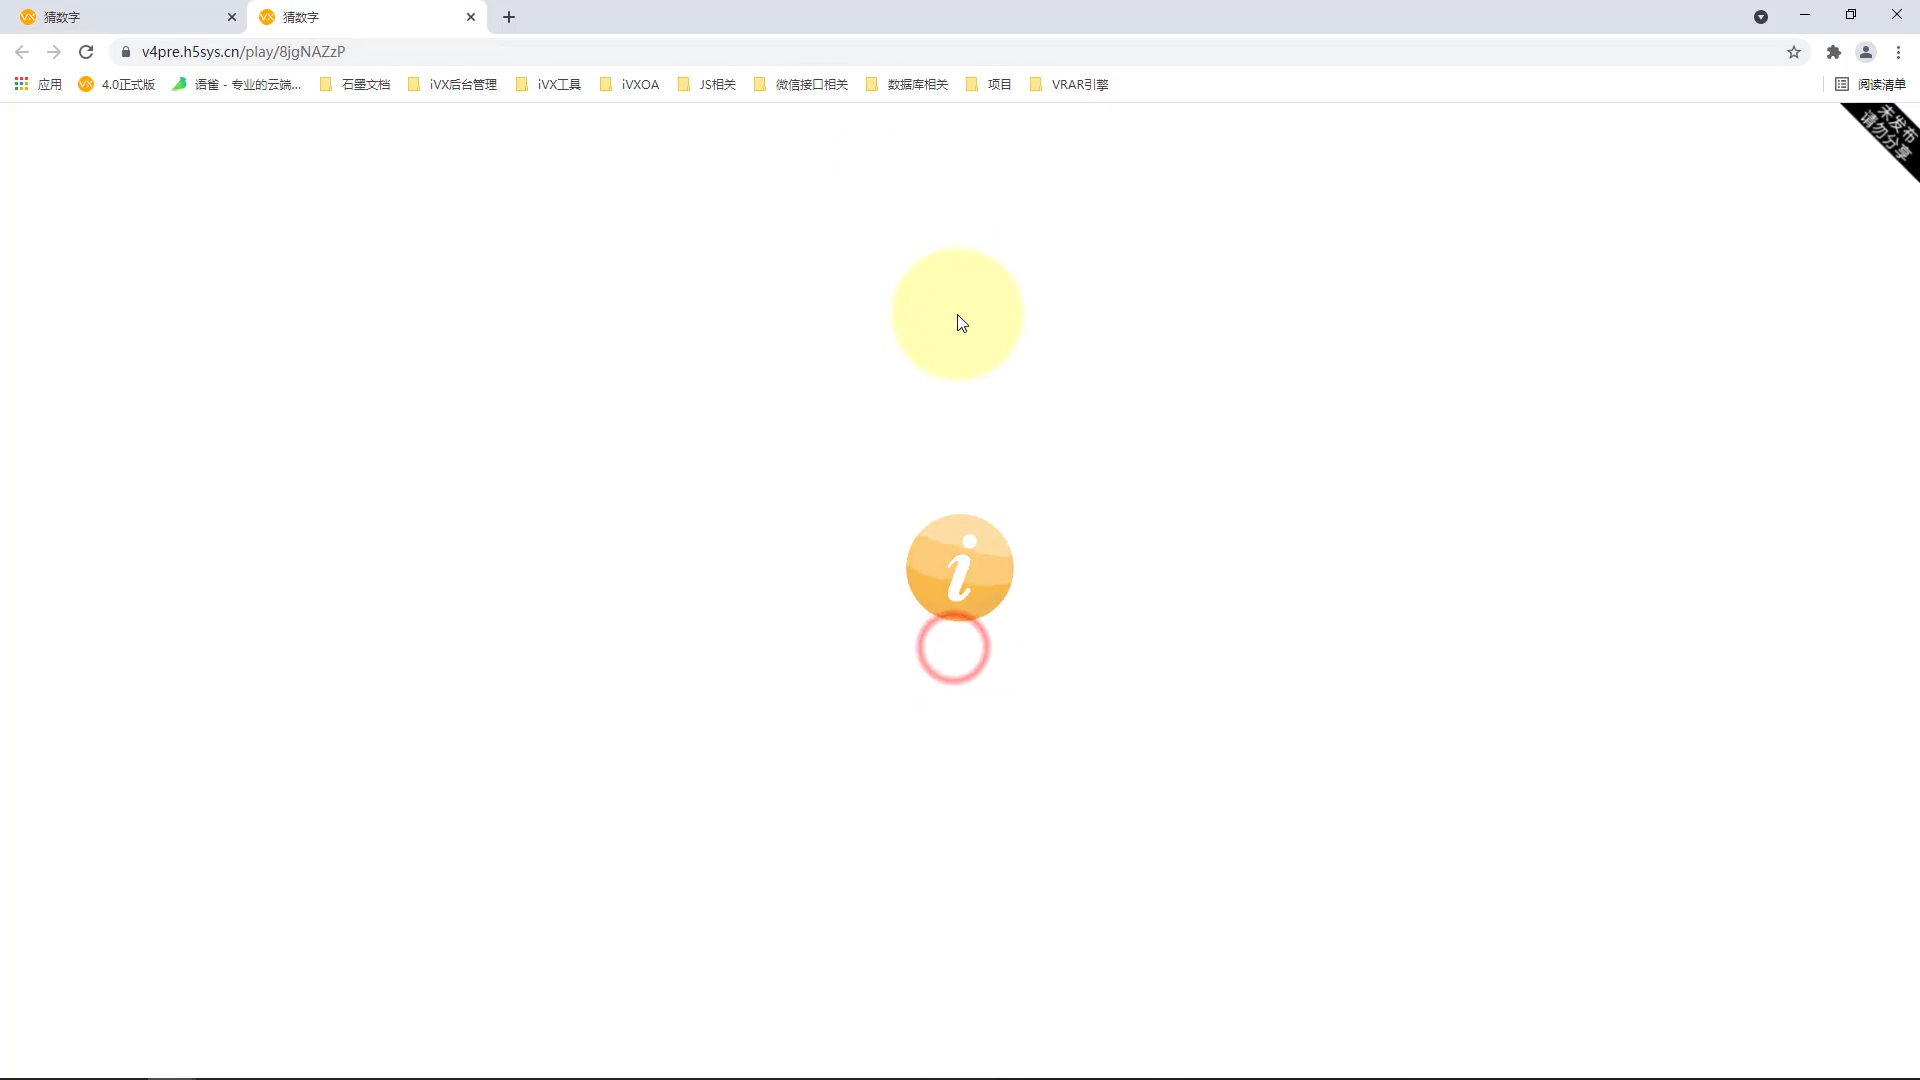 猜数字
猜数字
v4pre.h5sys.cn/play/8jgNAZzP
应用
4.0正式版
语雀 - 专业的云端...
石墨文档
iVX后台管理
iVX工具
iVXOA
JS相关
微信接口相关
数据库相关
项目
VRAR引擎
阅读清单
未发布
请勿分享
i